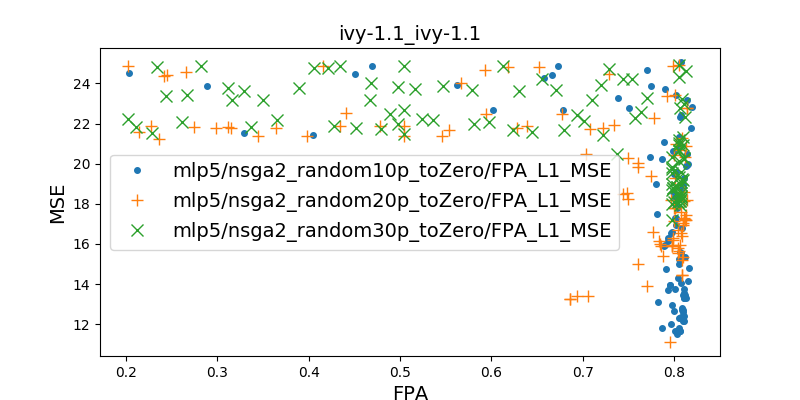 ivy-1.1_ivy-1.1
MSE
24
22
20
18
16
14
12
mlp5/nsga2_random10p_toZero/FPA_L1_MSE
mlp5/nsga2_random20p_toZero/FPA_L1_MSE
mlp5/nsga2_random30p_toZero/FPA_L1_MSE
0.2 0.3 0.4 0.5 0.6 0.7 0.8
FPA